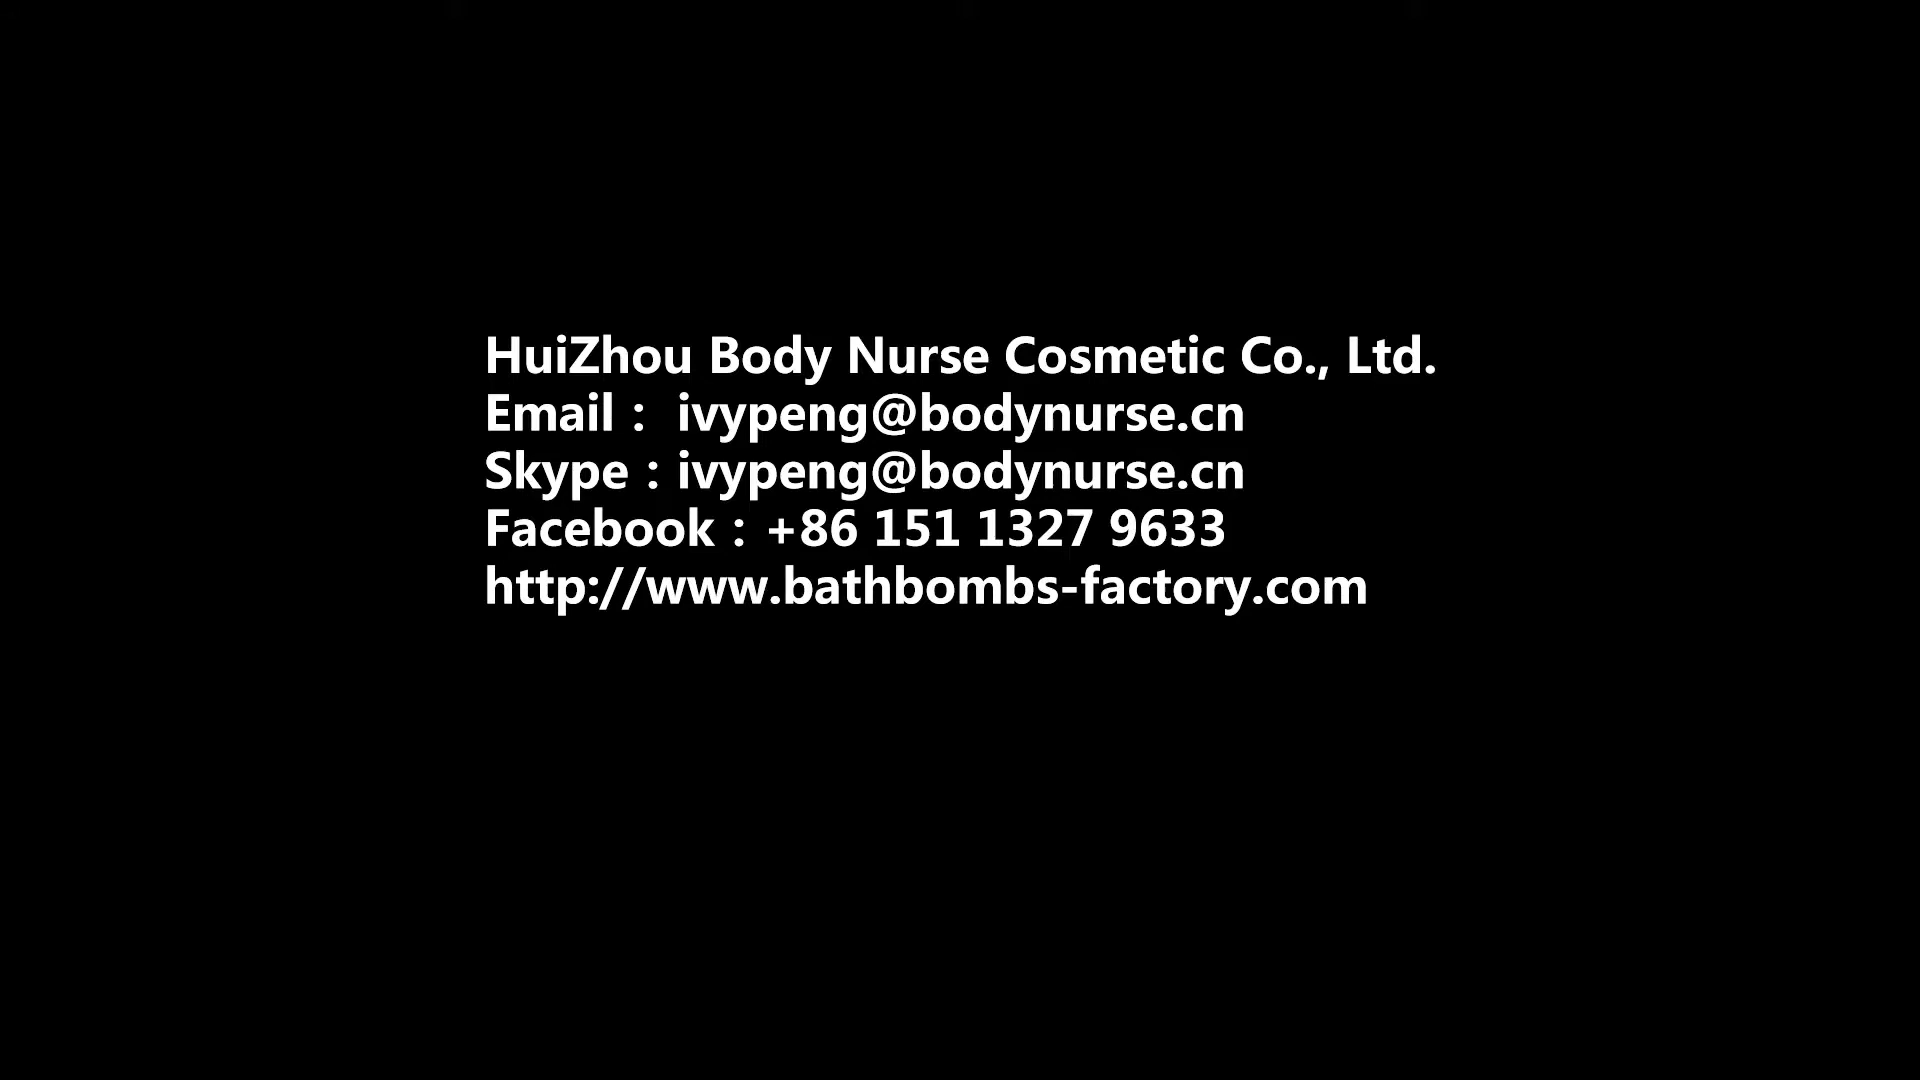 HuiZhou Body Nurse Cosmetic Co., Ltd.
Email： ivypeng@bodynurse.cn
Skype：ivypeng@bodynurse.cn
Facebook：+86 151 1327 9633
http://www.bathbombs-factory.com